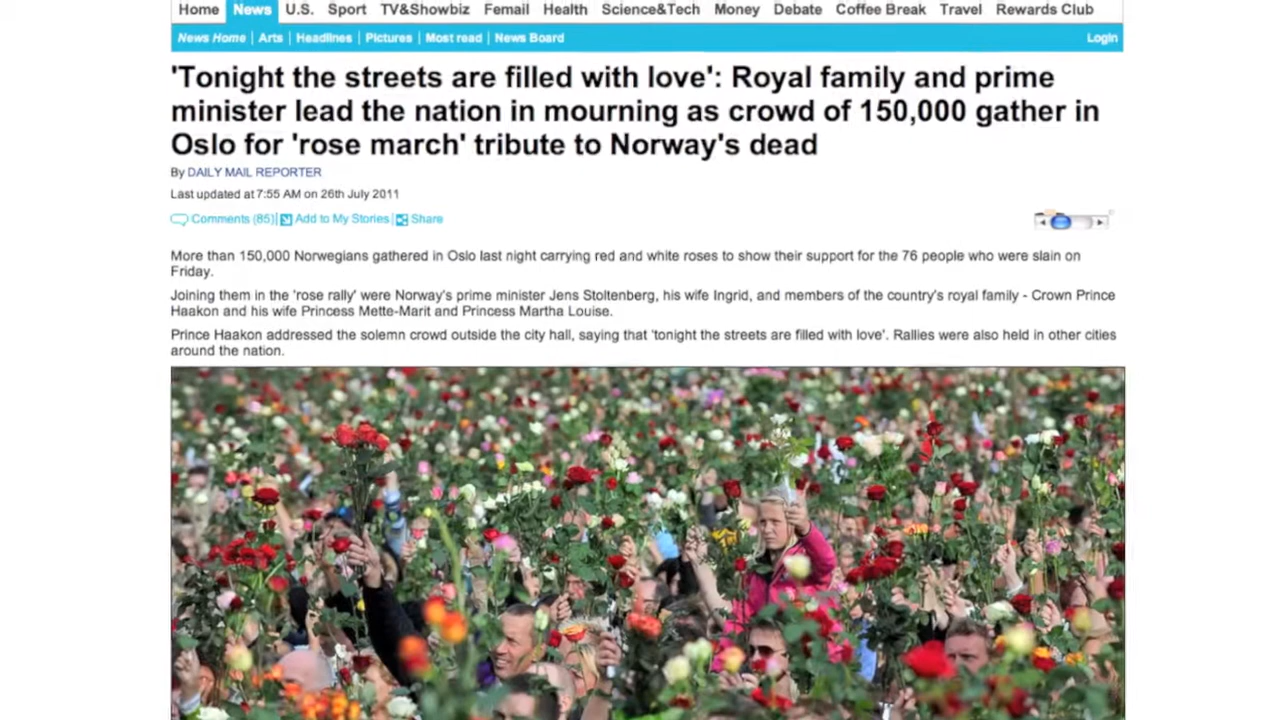 Home News U.S. Sport TV&Showbiz Femail Health Science&Tech Money Debate Coffee Break Travel Rewards Club
News Home | Arts | Headlines | Pictures | Most read | News Board Login
'Tonight the streets are filled with love': Royal family and prime
minister lead the nation in mourning as crowd of 150,000 gather in
Oslo for 'rose march' tribute to Norway's dead
By DAILY MAIL REPORTER
Last updated at 7:55 AM on 26th July 2011
Comments (85) | Add to My Stories | Share
More than 150,000 Norwegians gathered in Oslo last night carrying red and white roses to show their support for the 76 people who were slain on
Friday.
Joining them in the 'rose rally' were Norway's prime minister Jens Stoltenberg, his wife Ingrid, and members of the country's royal family - Crown Prince
Haakon and his wife Princess Mette-Marit and Princess Martha Louise.
Prince Haakon addressed the solemn crowd outside the city hall, saying that 'tonight the streets are filled with love'. Rallies were also held in other cities
around the nation.